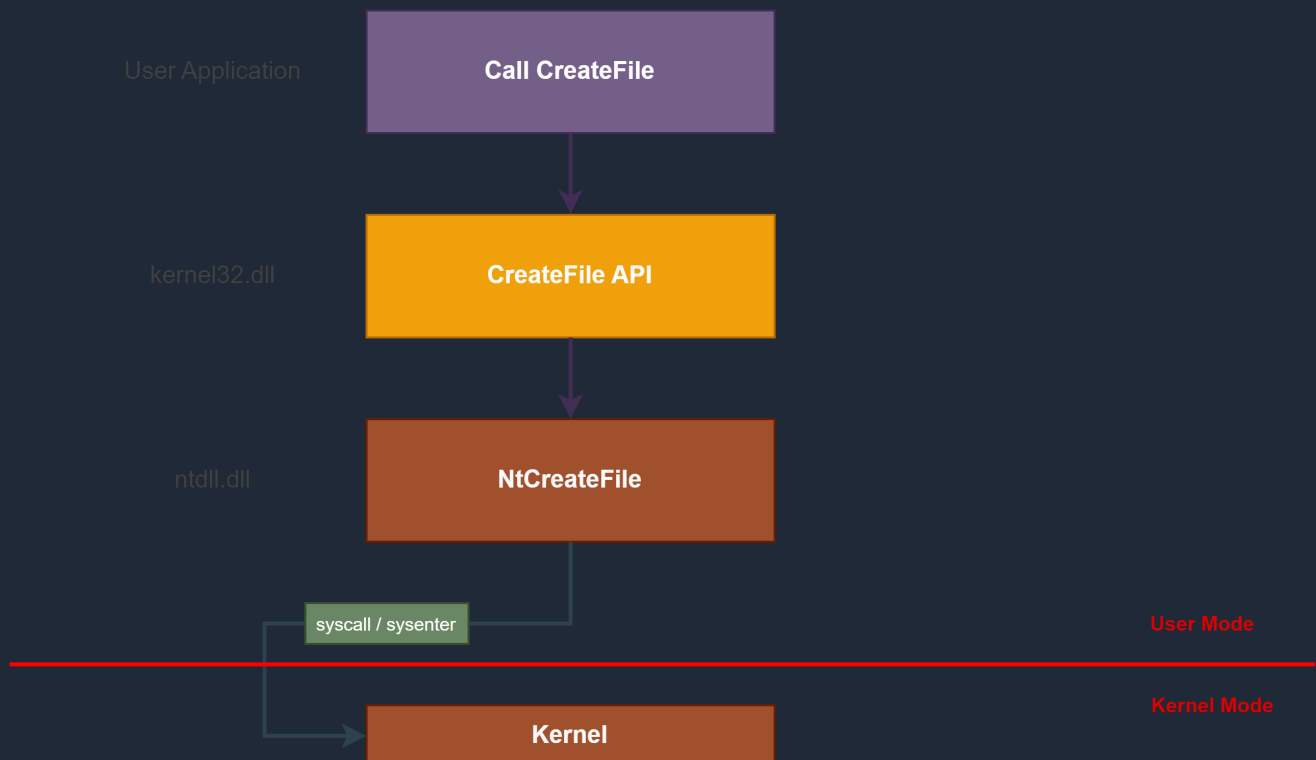 User Application
Call CreateFile
kernel32.dll
CreateFile API
ntdll.dll
NtCreateFile
syscall / sysenter
User Mode
Kernel Mode
Kernel